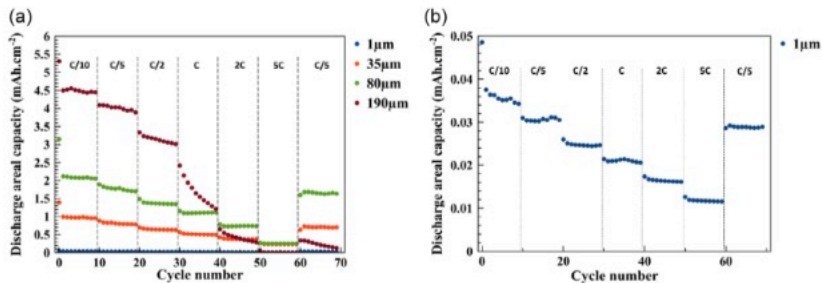 (a)
Discharge areal capacity (mAh.cm⁻²)
6
5.5
5
4.5
4
3.5
3
2.5
2
1.5
1
0.5
0
C/10 C/5 C/2 C 2C 5C C/5
0 10 20 30 40 50 60 70
Cycle number
1µm
35µm
80µm
190µm
(b)
Discharge areal capacity (mAh.cm⁻²)
0.05
0.04
0.03
0.02
0.01
0
C/10 C/5 C/2 C 2C 5C C/5
0 20 40 60
Cycle number
1µm